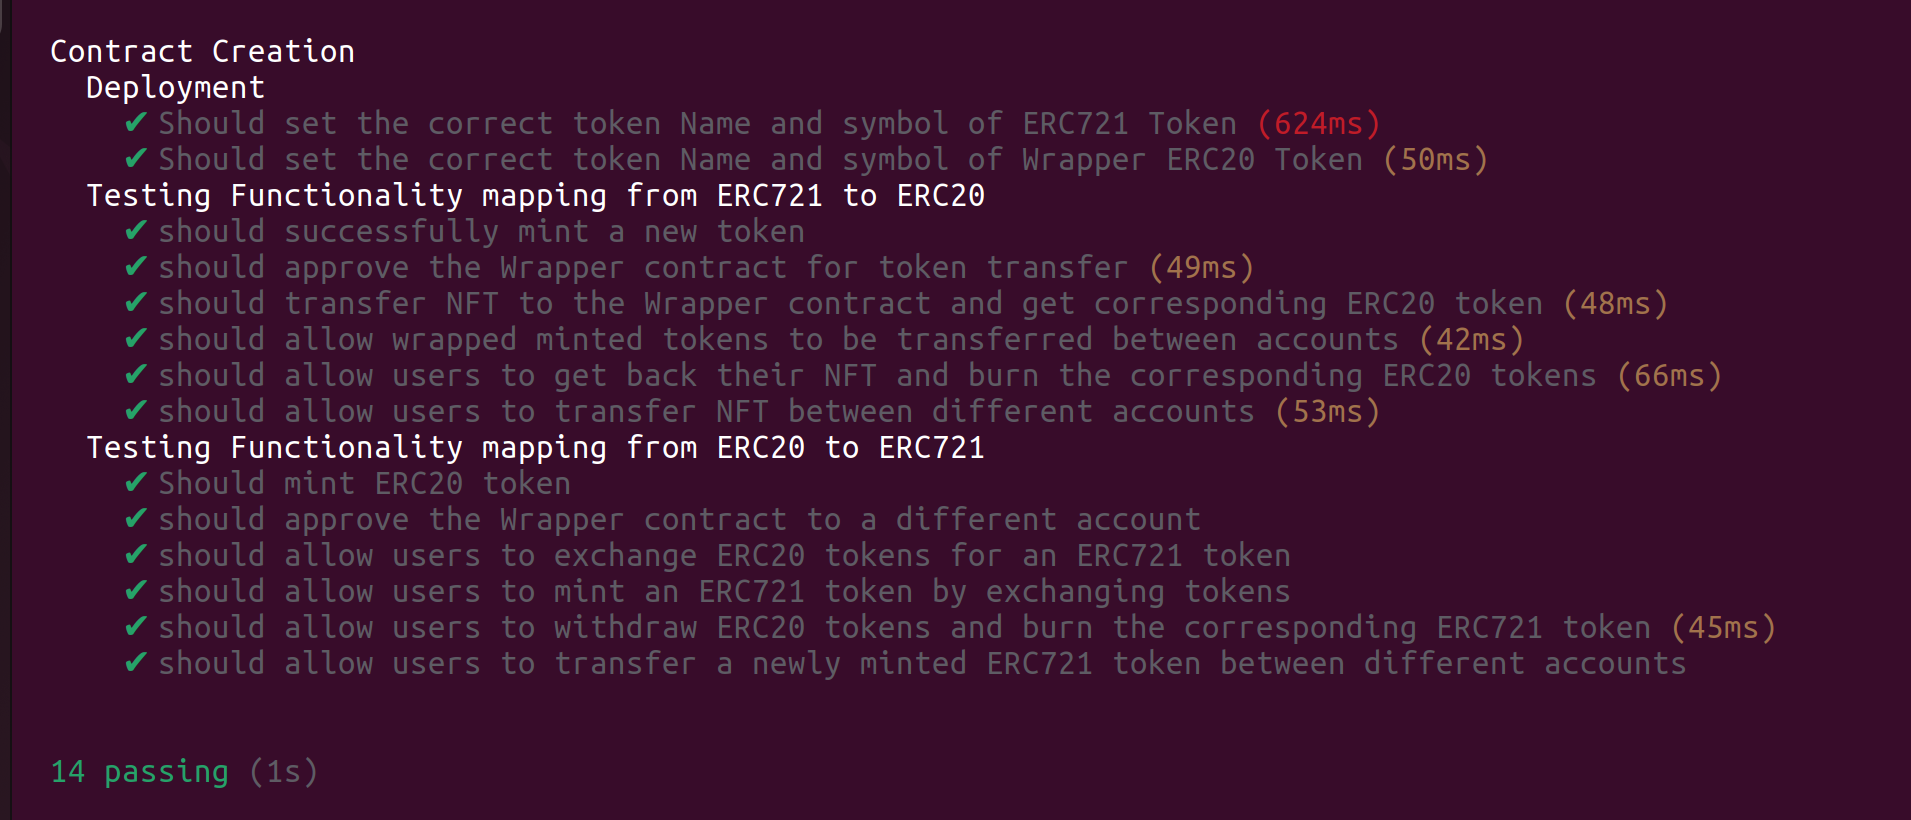 Contract Creation
Deployment
✔ Should set the correct token Name and symbol of ERC721 Token (624ms)
✔ Should set the correct token Name and symbol of Wrapper ERC20 Token (50ms)
Testing Functionality mapping from ERC721 to ERC20
✔ should successfully mint a new token
✔ should approve the Wrapper contract for token transfer (49ms)
✔ should transfer NFT to the Wrapper contract and get corresponding ERC20 token (48ms)
✔ should allow wrapped minted tokens to be transferred between accounts (42ms)
✔ should allow users to get back their NFT and burn the corresponding ERC20 tokens (66ms)
✔ should allow users to transfer NFT between different accounts (53ms)
Testing Functionality mapping from ERC20 to ERC721
✔ Should mint ERC20 token
✔ should approve the Wrapper contract to a different account
✔ should allow users to exchange ERC20 tokens for an ERC721 token
✔ should allow users to mint an ERC721 token by exchanging tokens
✔ should allow users to withdraw ERC20 tokens and burn the corresponding ERC721 token (45ms)
✔ should allow users to transfer a newly minted ERC721 token between different accounts
14 passing (1s)